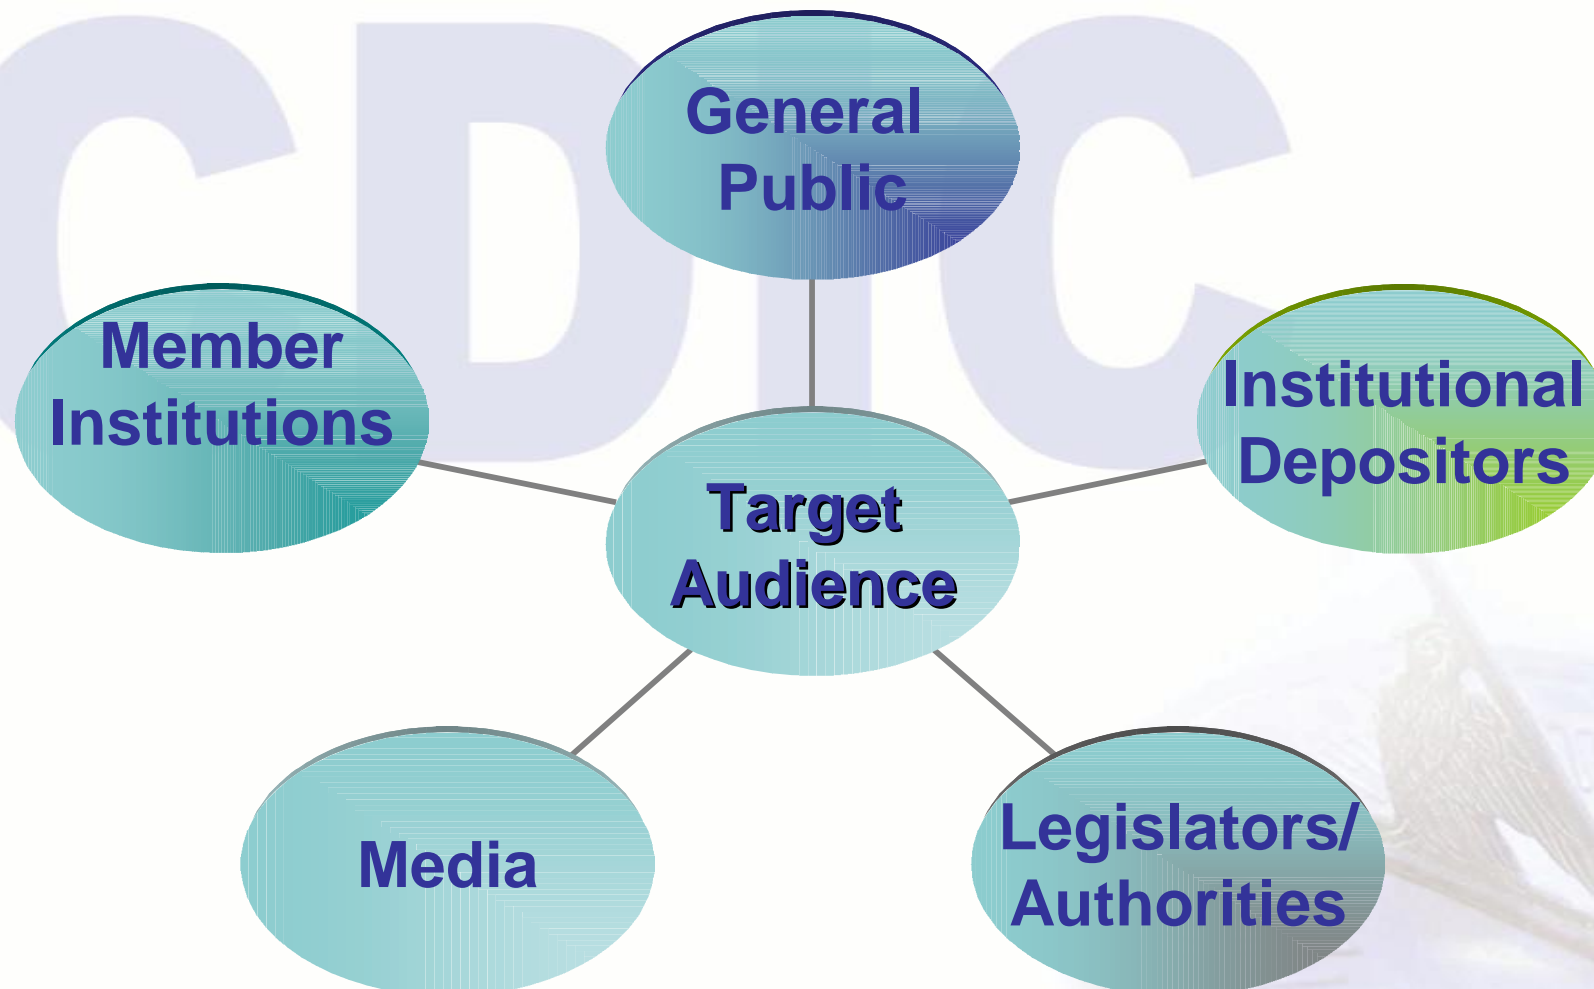 CDIC
General
Public
Member
Institutions
Institutional
Depositors
Target
Audience
Media
Legislators/
Authorities